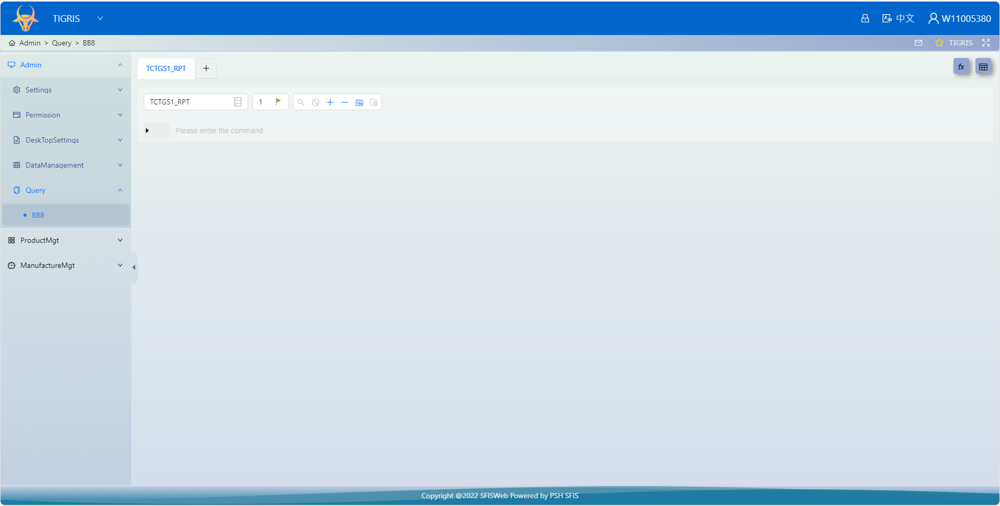 TIGRIS
中文
W11005380
Admin > Query > BB8
TIGRIS
Admin
Settings
Permission
DeskTopSettings
DataManagement
Query
BB8
ProductMgt
ManufactureMgt
TCTGS1_RPT
+
fx
TCTGS1_RPT
1
Please enter the command
Copyright @2022 SFISWeb Powered by PSH SFIS